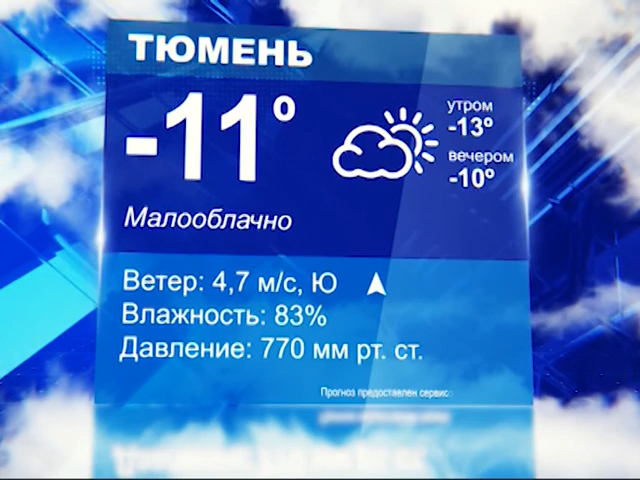 ТЮМЕНЬ
-11°
утром
-13°
вечером
-10°
Малооблачно
Ветер: 4,7 м/с, Ю
Влажность: 83%
Давление: 770 мм рт. ст.
Прогноз предоставлен сервис